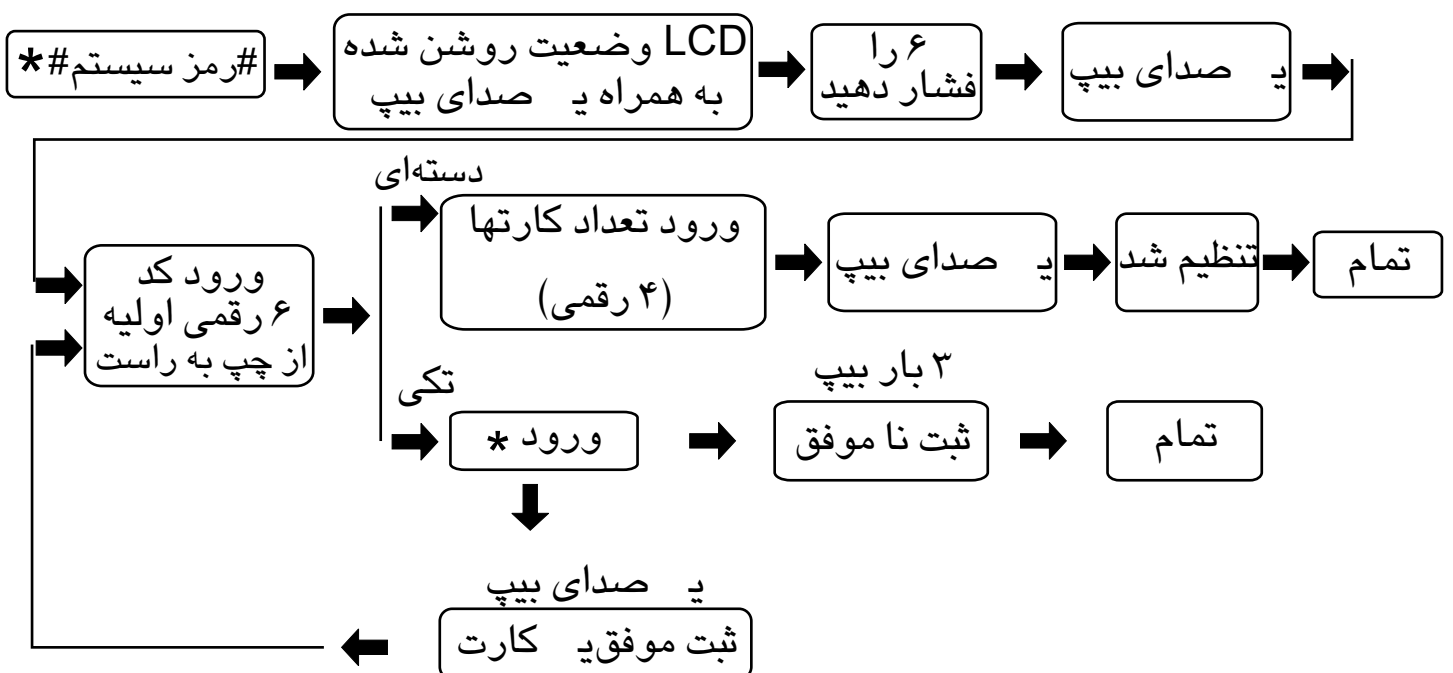 #رمز سیستم#*
LCD وضعیت روشن شده
به همراه یـ صدای بیپ
۶ را
فشار دهید
یـ صدای بیپ
ورود کد
۶ رقمی اولیه
از چپ به راست
دسته‌ای
ورود تعداد کارتها
(۴ رقمی)
یـ صدای بیپ
تنظیم شد
تمام
تکی
ورود *
۳ بار بیپ
ثبت نا موفق
تمام
یـ صدای بیپ
ثبت موفق یـ کارت